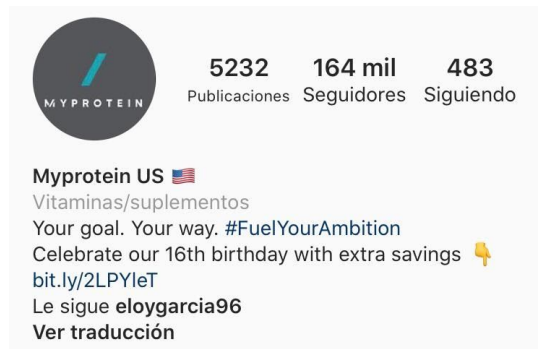 MYPROTEIN
5232 164 mil 483
Publicaciones Seguidores Siguiendo
Myprotein US 🇺🇸
Vitaminas/suplementos
Your goal. Your way. #FuelYourAmbition
Celebrate our 16th birthday with extra savings 👇
bit.ly/2LPYleT
Le sigue eloygarcia96
Ver traducción